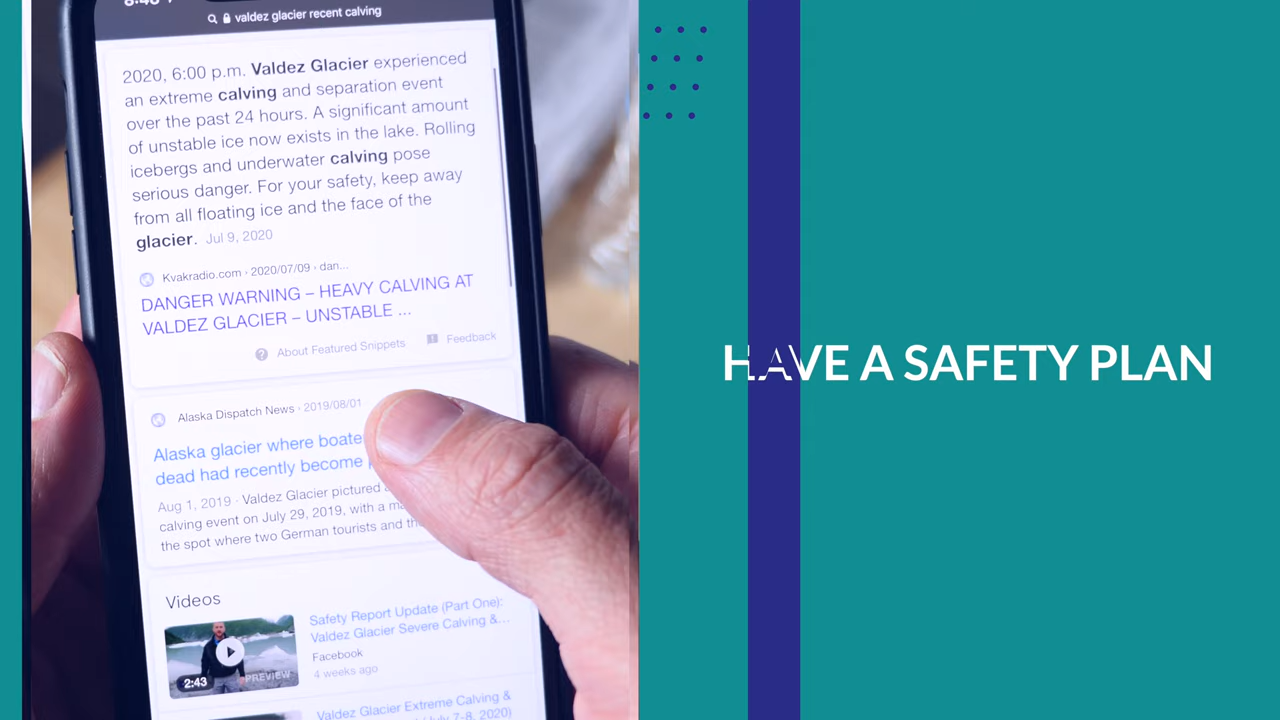 valdez glacier recent calving
2020, 6:00 p.m. Valdez Glacier experienced
an extreme calving and separation event
over the past 24 hours. A significant amount
of unstable ice now exists in the lake. Rolling
icebergs and underwater calving pose
serious danger. For your safety, keep away
from all floating ice and the face of the
glacier. Jul 9, 2020
Kvakradio.com › 2020/07/09 › dan...
DANGER WARNING – HEAVY CALVING AT
VALDEZ GLACIER – UNSTABLE ...
About Featured Snippets Feedback
Alaska Dispatch News › 2019/08/01
Alaska glacier where
dead had recently become
Aug 1, 2019 · Valdez Glacier pictured
calving event on July 29, 2019, with a
the spot where two German tourists and
Videos
2:43
PREVIEW
Safety Report Update (Part One):
Valdez Glacier Severe Calving &...
Facebook
4 weeks ago
Valdez Glacier Extreme Calving &
July 7-8, 2020)
HAVE A SAFETY PLAN